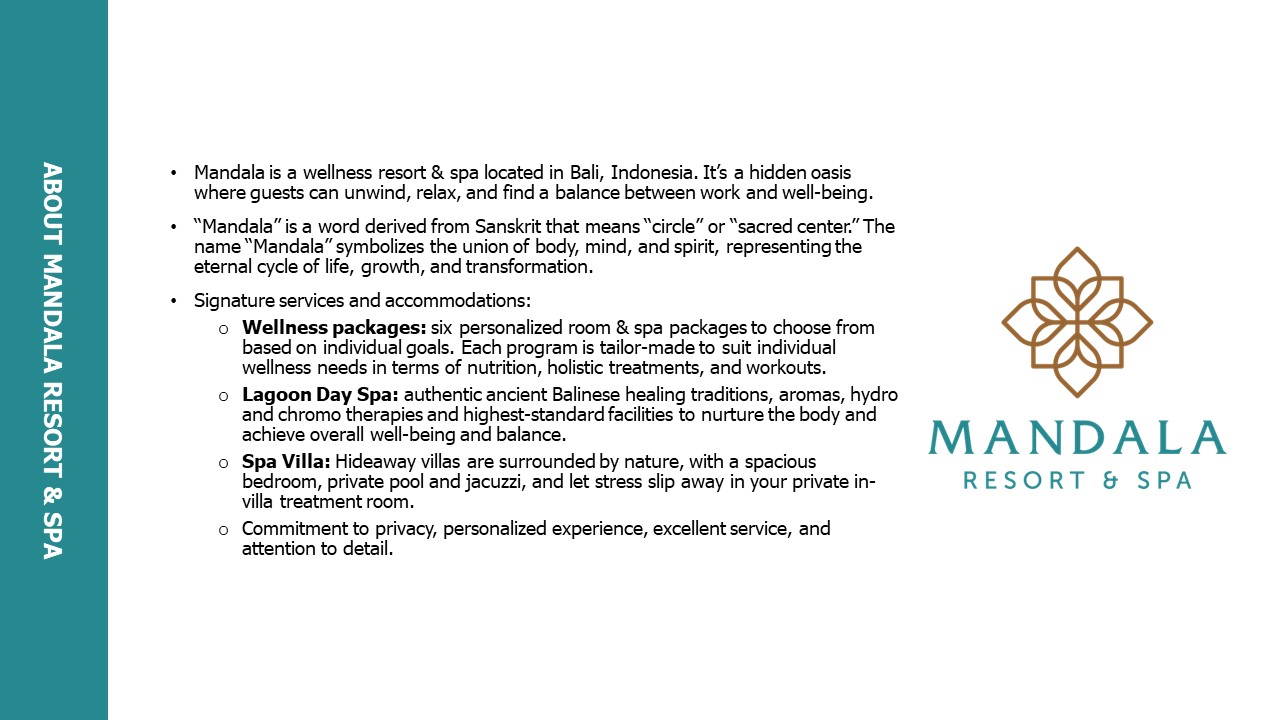 ABOUT MANDALA RESORT & SPA
• Mandala is a wellness resort & spa located in Bali, Indonesia. It’s a hidden oasis
where guests can unwind, relax, and find a balance between work and well-being.
• “Mandala” is a word derived from Sanskrit that means “circle” or “sacred center.” The
name “Mandala” symbolizes the union of body, mind, and spirit, representing the
eternal cycle of life, growth, and transformation.
• Signature services and accommodations:
o Wellness packages: six personalized room & spa packages to choose from
based on individual goals. Each program is tailor-made to suit individual
wellness needs in terms of nutrition, holistic treatments, and workouts.
o Lagoon Day Spa: authentic ancient Balinese healing traditions, aromas, hydro
and chromo therapies and highest-standard facilities to nurture the body and
achieve overall well-being and balance.
o Spa Villa: Hideaway villas are surrounded by nature, with a spacious
bedroom, private pool and jacuzzi, and let stress slip away in your private in-
villa treatment room.
o Commitment to privacy, personalized experience, excellent service, and
attention to detail.
MANDALA
RESORT & SPA